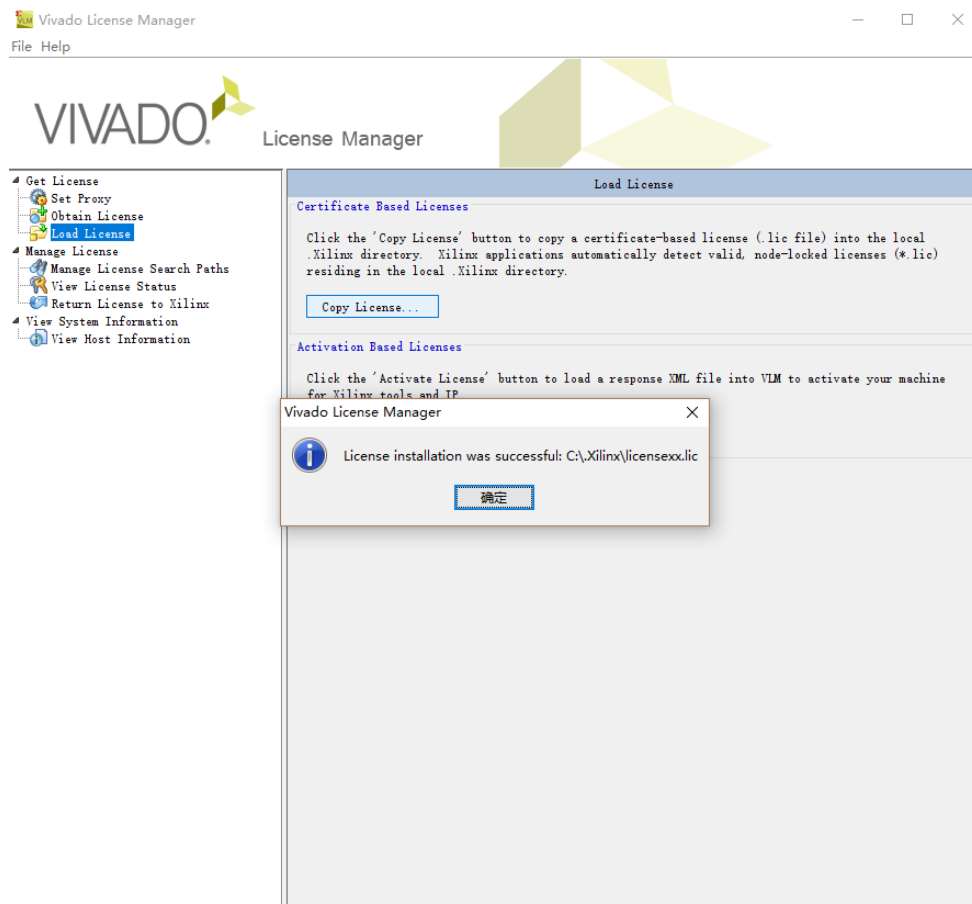 VLM Vivado License Manager
File Help
VIVADO. License Manager
Get License
Set Proxy
Obtain License
Load License
Manage License
Manage License Search Paths
View License Status
Return License to Xilinx
View System Information
View Host Information
Load License
Certificate Based Licenses
Click the 'Copy License' button to copy a certificate-based license (.lic file) into the local
.Xilinx directory. Xilinx applications automatically detect valid, node-locked licenses (*.lic)
residing in the local .Xilinx directory.
Copy License...
Activation Based Licenses
Click the 'Activate License' button to load a response XML file into VLM to activate your machine
for Xilinx tools and IP
Vivado License Manager
License installation was successful: C:\.Xilinx\licensexx.lic
确定